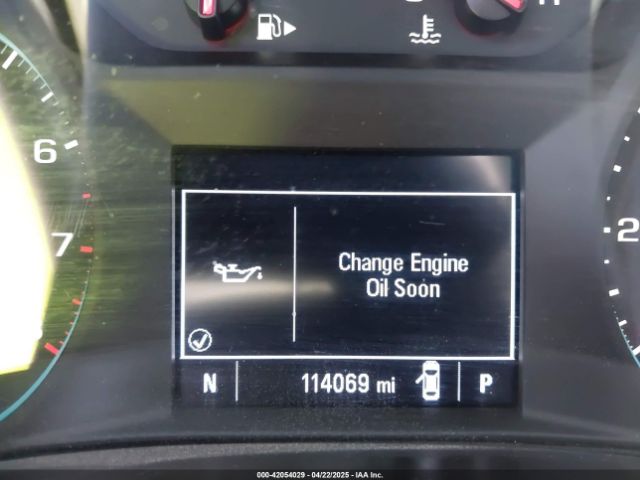 H
6
7
2
Change Engine
Oil Soon
N 114069 mi P
000-42054029 - 04/22/2025 - IAA Inc.